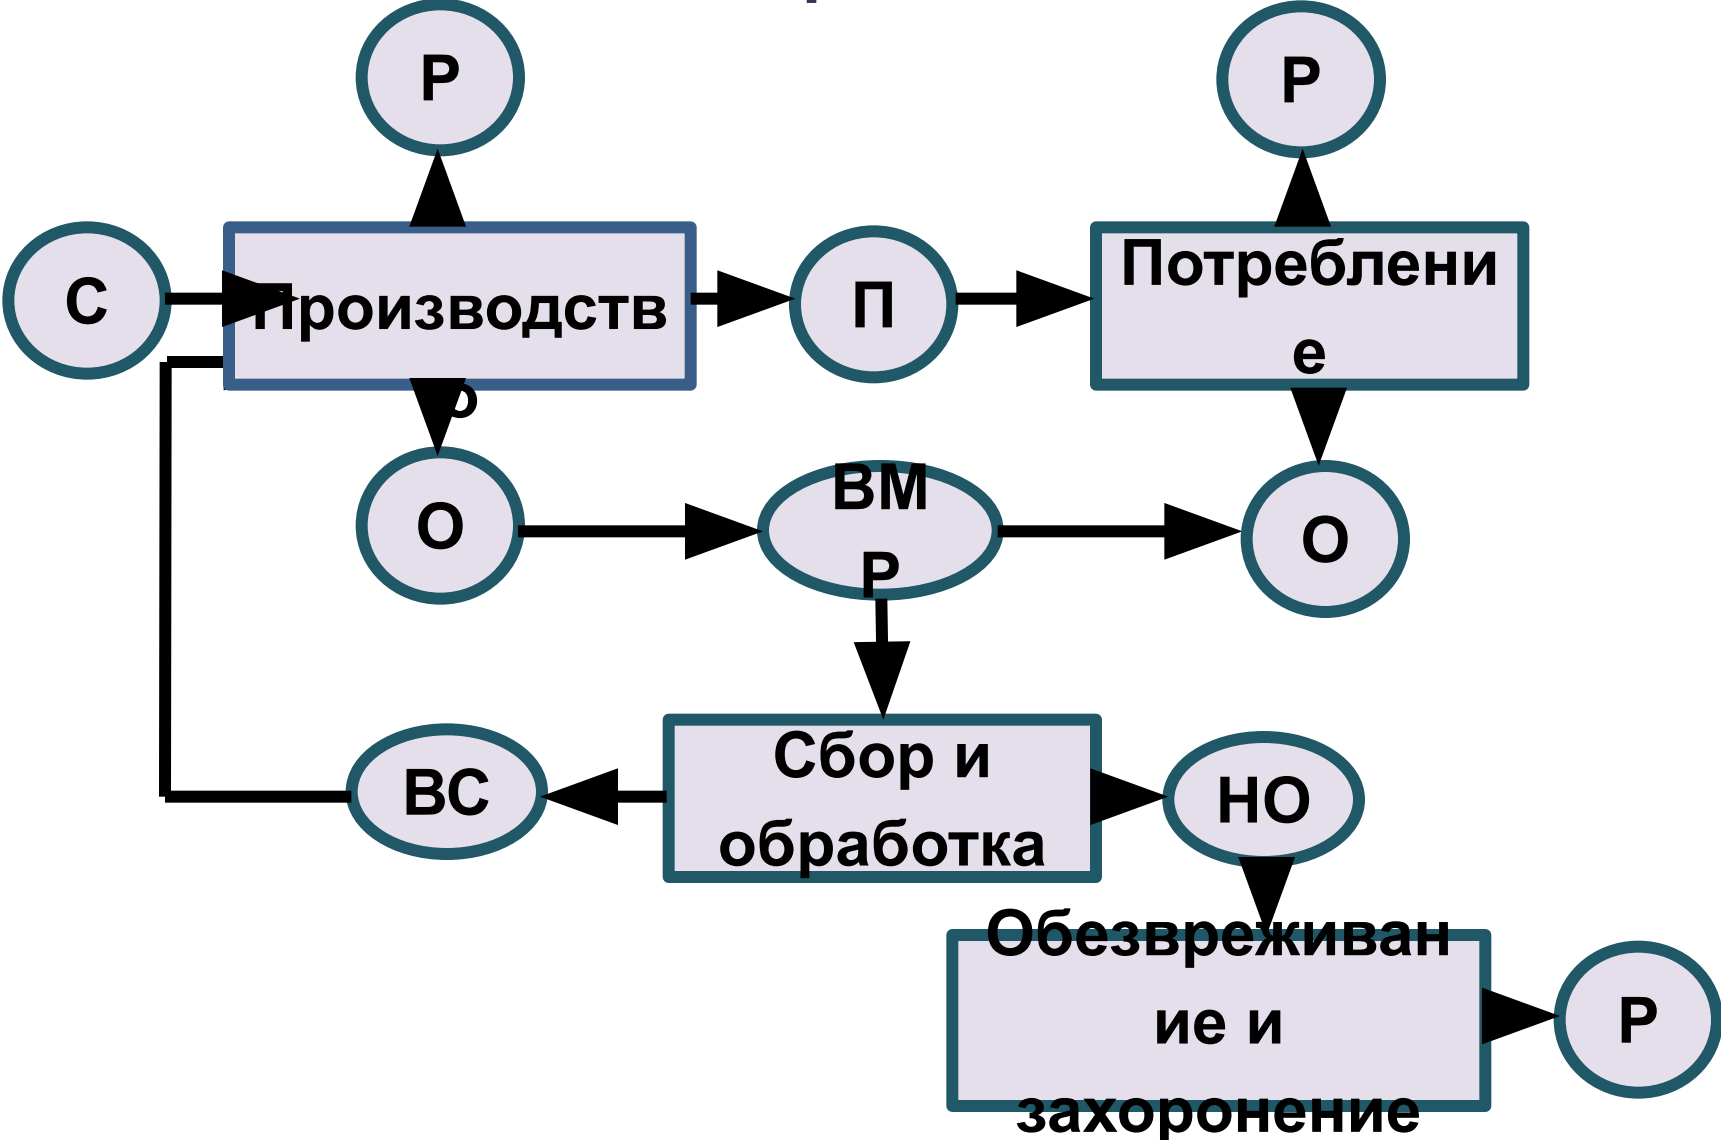 Р
Р
С
Производств
о
П
Потреблени
е
О
ВМ
Р
О
ВС
Сбор и
обработка
НО
Обезвреживан
ие и
захоронение
Р